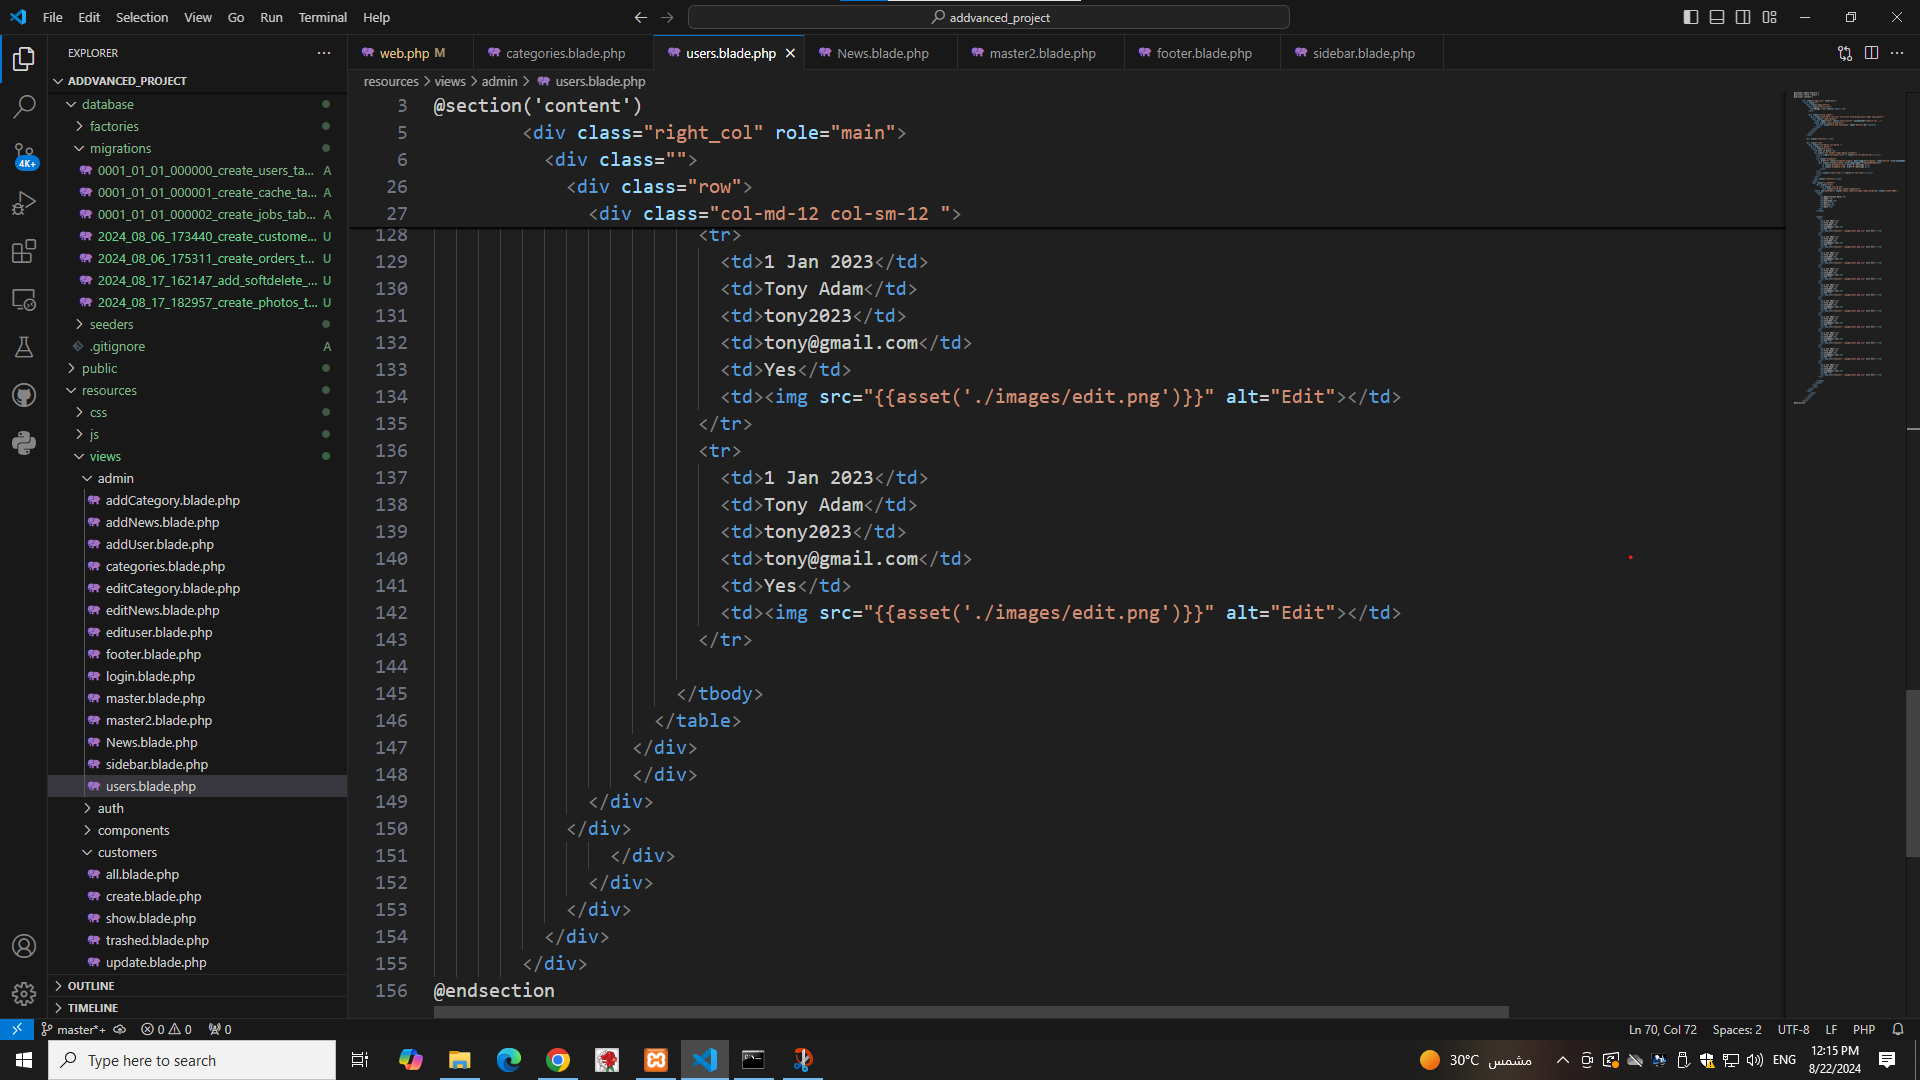 File Edit Selection View Go Run Terminal Help
addvanced_project
EXPLORER
ADDVANCED_PROJECT
database
factories
migrations
0001_01_01_000000_create_users_ta... A
0001_01_01_000001_create_cache_ta... A
0001_01_01_000002_create_jobs_tab... A
2024_08_06_173440_create_custome... U
2024_08_06_175311_create_orders_t... U
2024_08_17_162147_add_softdelete_... U
2024_08_17_182957_create_photos_t... U
seeders
.gitignore A
public
resources
css
js
views
admin
addCategory.blade.php
addNews.blade.php
addUser.blade.php
categories.blade.php
editCategory.blade.php
editNews.blade.php
edituser.blade.php
footer.blade.php
login.blade.php
master.blade.php
master2.blade.php
News.blade.php
sidebar.blade.php
users.blade.php
auth
components
customers
all.blade.php
create.blade.php
show.blade.php
trashed.blade.php
update.blade.php
OUTLINE
TIMELINE
4K+
web.php M categories.blade.php users.blade.php News.blade.php master2.blade.php footer.blade.php sidebar.blade.php
resources > views > admin > users.blade.php
3 @section('content')
5 <div class="right_col" role="main">
6 <div class="">
26 <div class="row">
27 <div class="col-md-12 col-sm-12 ">
128 <tr>
129 <td>1 Jan 2023</td>
130 <td>Tony Adam</td>
131 <td>tony2023</td>
132 <td>tony@gmail.com</td>
133 <td>Yes</td>
134 <td><img src="{{asset('./images/edit.png')}}" alt="Edit"></td>
135 </tr>
136 <tr>
137 <td>1 Jan 2023</td>
138 <td>Tony Adam</td>
139 <td>tony2023</td>
140 <td>tony@gmail.com</td>
141 <td>Yes</td>
142 <td><img src="{{asset('./images/edit.png')}}" alt="Edit"></td>
143 </tr>
144
145 </tbody>
146 </table>
147 </div>
148 </div>
149 </div>
150 </div>
151 </div>
152 </div>
153 </div>
154 </div>
155 </div>
156 @endsection
master*+ 0 0 0 Ln 70, Col 72 Spaces: 2 UTF-8 LF PHP
Type here to search
30°C مشمس ENG 12:15 PM
8/22/2024